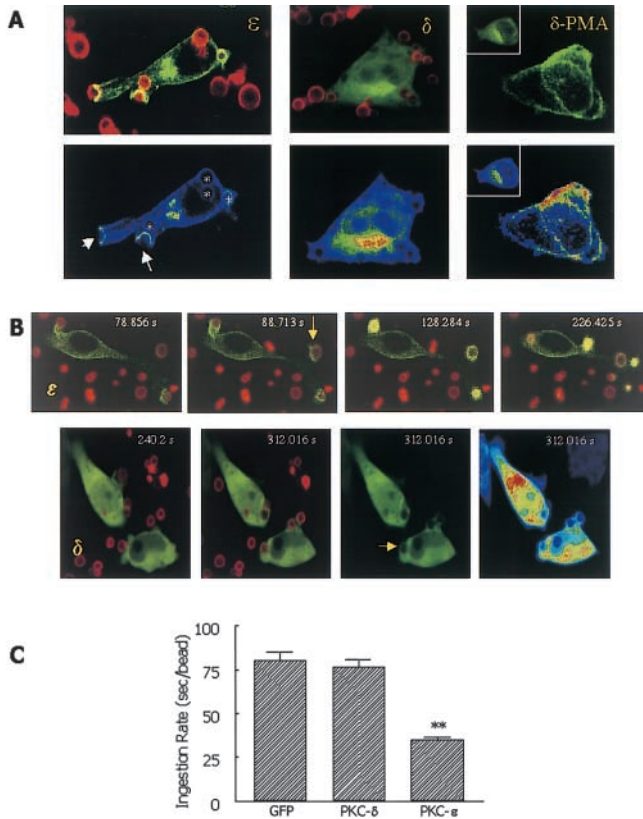 A
ε
δ
δ-PMA
B
78.856 s
88.713 s
128.284 s
226.425 s
ε
240.2 s
312.016 s
312.016 s
312.016 s
δ
C
Ingestion Rate (sec/bead)
100
75
50
25
0
**
GFP
PKC-δ
PKC-ε